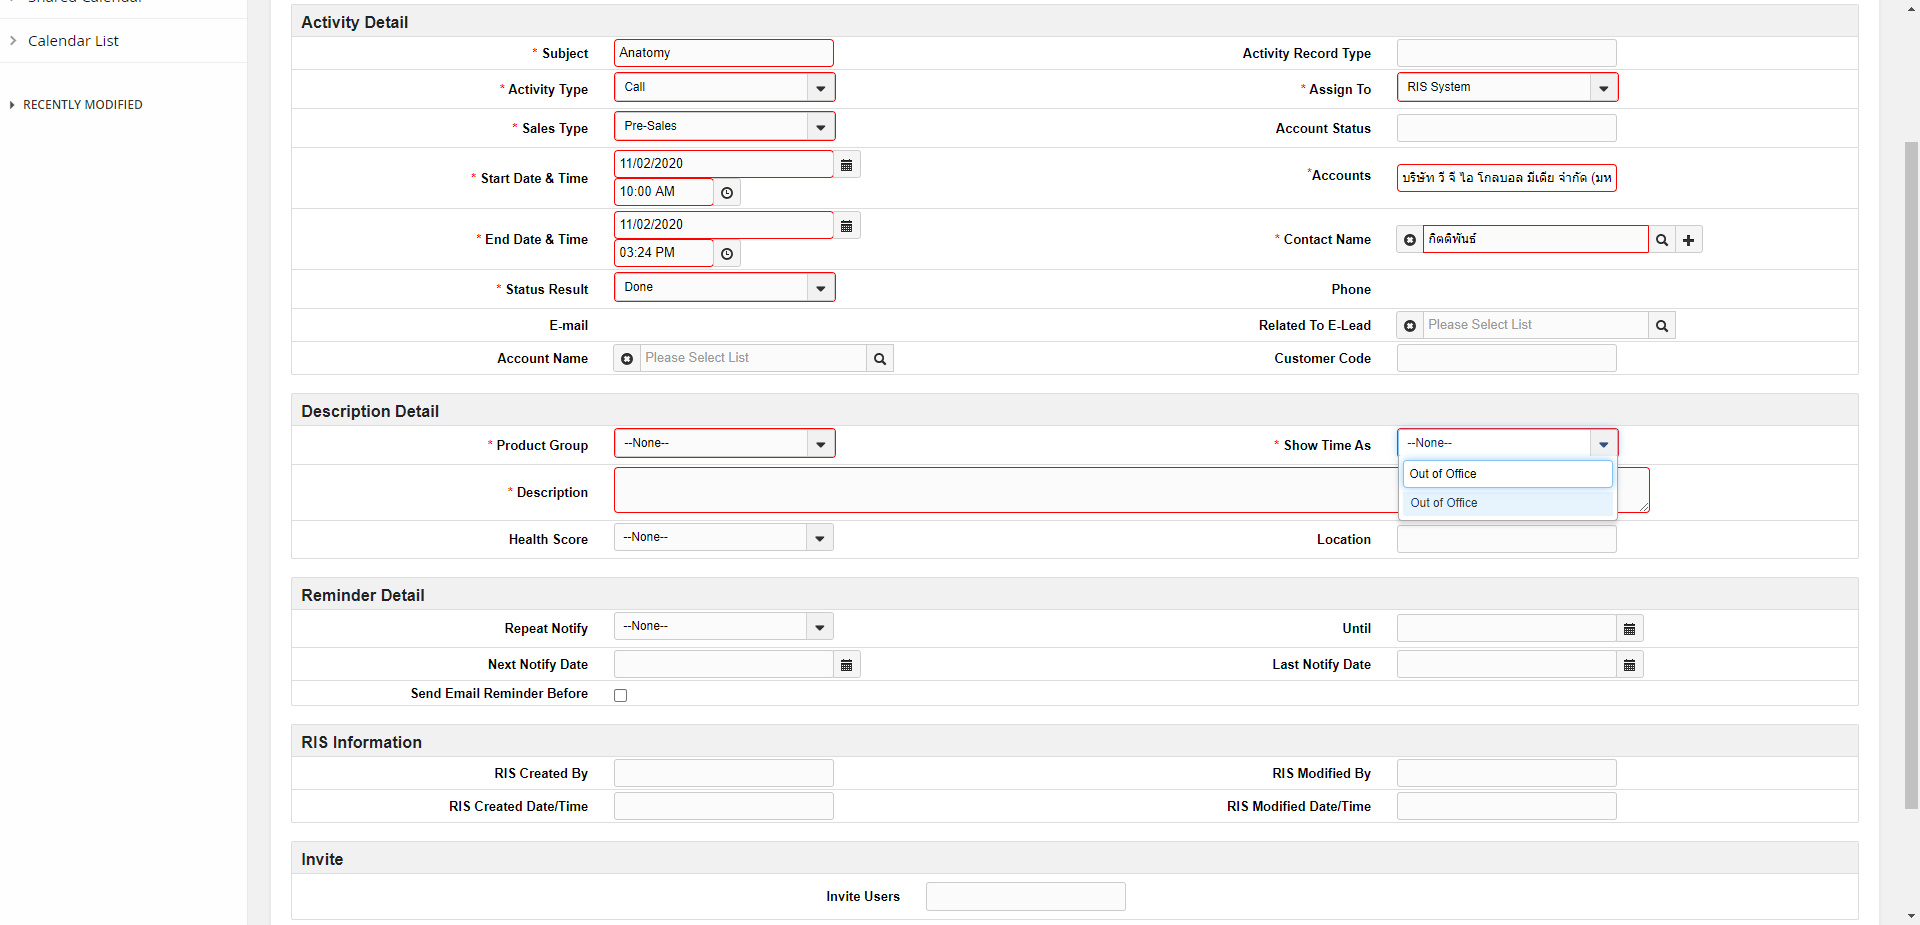 Calendar List
RECENTLY MODIFIED
Activity Detail
* Subject Anatomy Activity Record Type
* Activity Type Call * Assign To RIS System
* Sales Type Pre-Sales Account Status
* Start Date & Time 11/02/2020 10:00 AM *Accounts บริษัท วี จี ไอ โกลบอล มีเดีย จำกัด (มห
* End Date & Time 11/02/2020 03:24 PM * Contact Name กิตติพันธ์
* Status Result Done Phone
E-mail Related To E-Lead Please Select List
Account Name Please Select List Customer Code
Description Detail
* Product Group --None-- * Show Time As --None--
Out of Office
Out of Office
* Description
Health Score --None-- Location
Reminder Detail
Repeat Notify --None-- Until
Next Notify Date Last Notify Date
Send Email Reminder Before
RIS Information
RIS Created By RIS Modified By
RIS Created Date/Time RIS Modified Date/Time
Invite
Invite Users